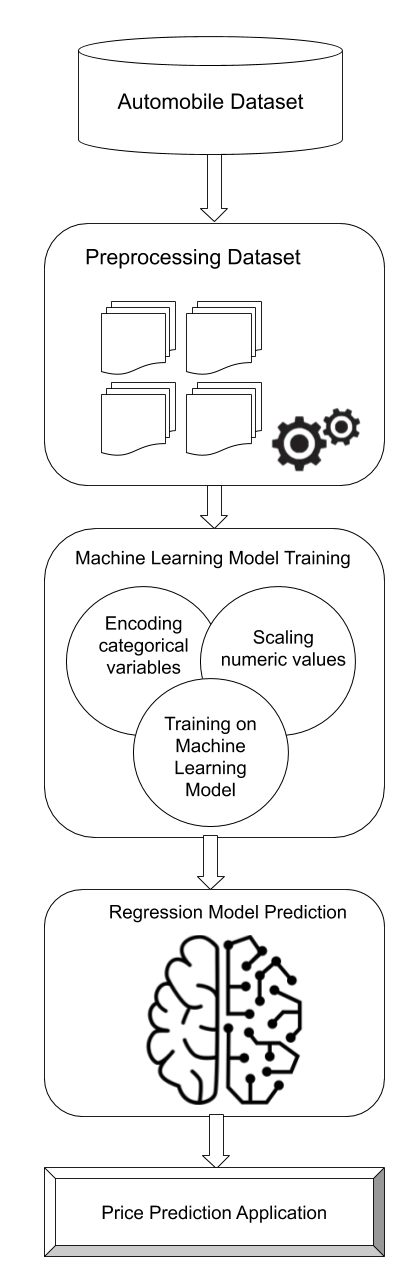 Automobile Dataset
Preprocessing Dataset
Machine Learning Model Training
Encoding
categorical
variables
Scaling
numeric values
Training on
Machine
Learning
Model
Regression Model Prediction
Price Prediction Application